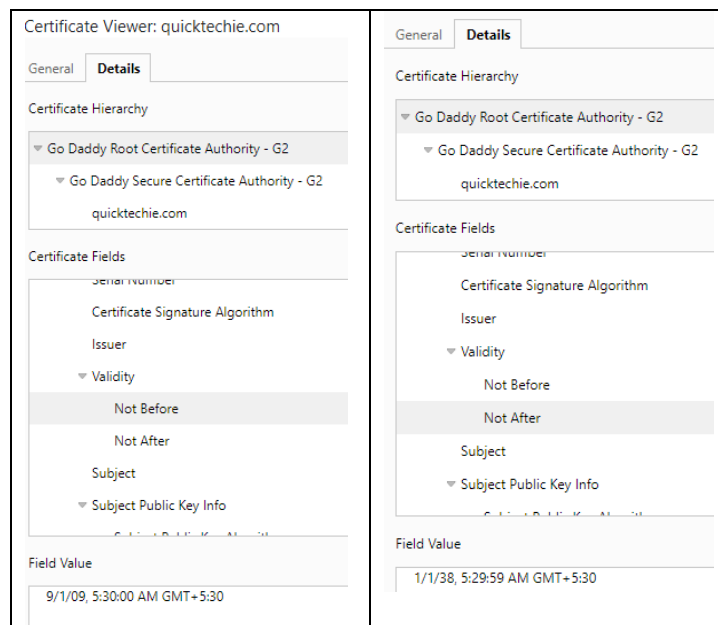 Certificate Viewer: quicktechie.com
General Details
Certificate Hierarchy
Go Daddy Root Certificate Authority - G2
Go Daddy Secure Certificate Authority - G2
quicktechie.com
Certificate Fields
Serial Number
Certificate Signature Algorithm
Issuer
Validity
Not Before
Not After
Subject
Subject Public Key Info
Field Value
9/1/09, 5:30:00 AM GMT+5:30
General Details
Certificate Hierarchy
Go Daddy Root Certificate Authority - G2
Go Daddy Secure Certificate Authority - G2
quicktechie.com
Certificate Fields
Serial Number
Certificate Signature Algorithm
Issuer
Validity
Not Before
Not After
Subject
Subject Public Key Info
Field Value
1/1/38, 5:29:59 AM GMT+5:30